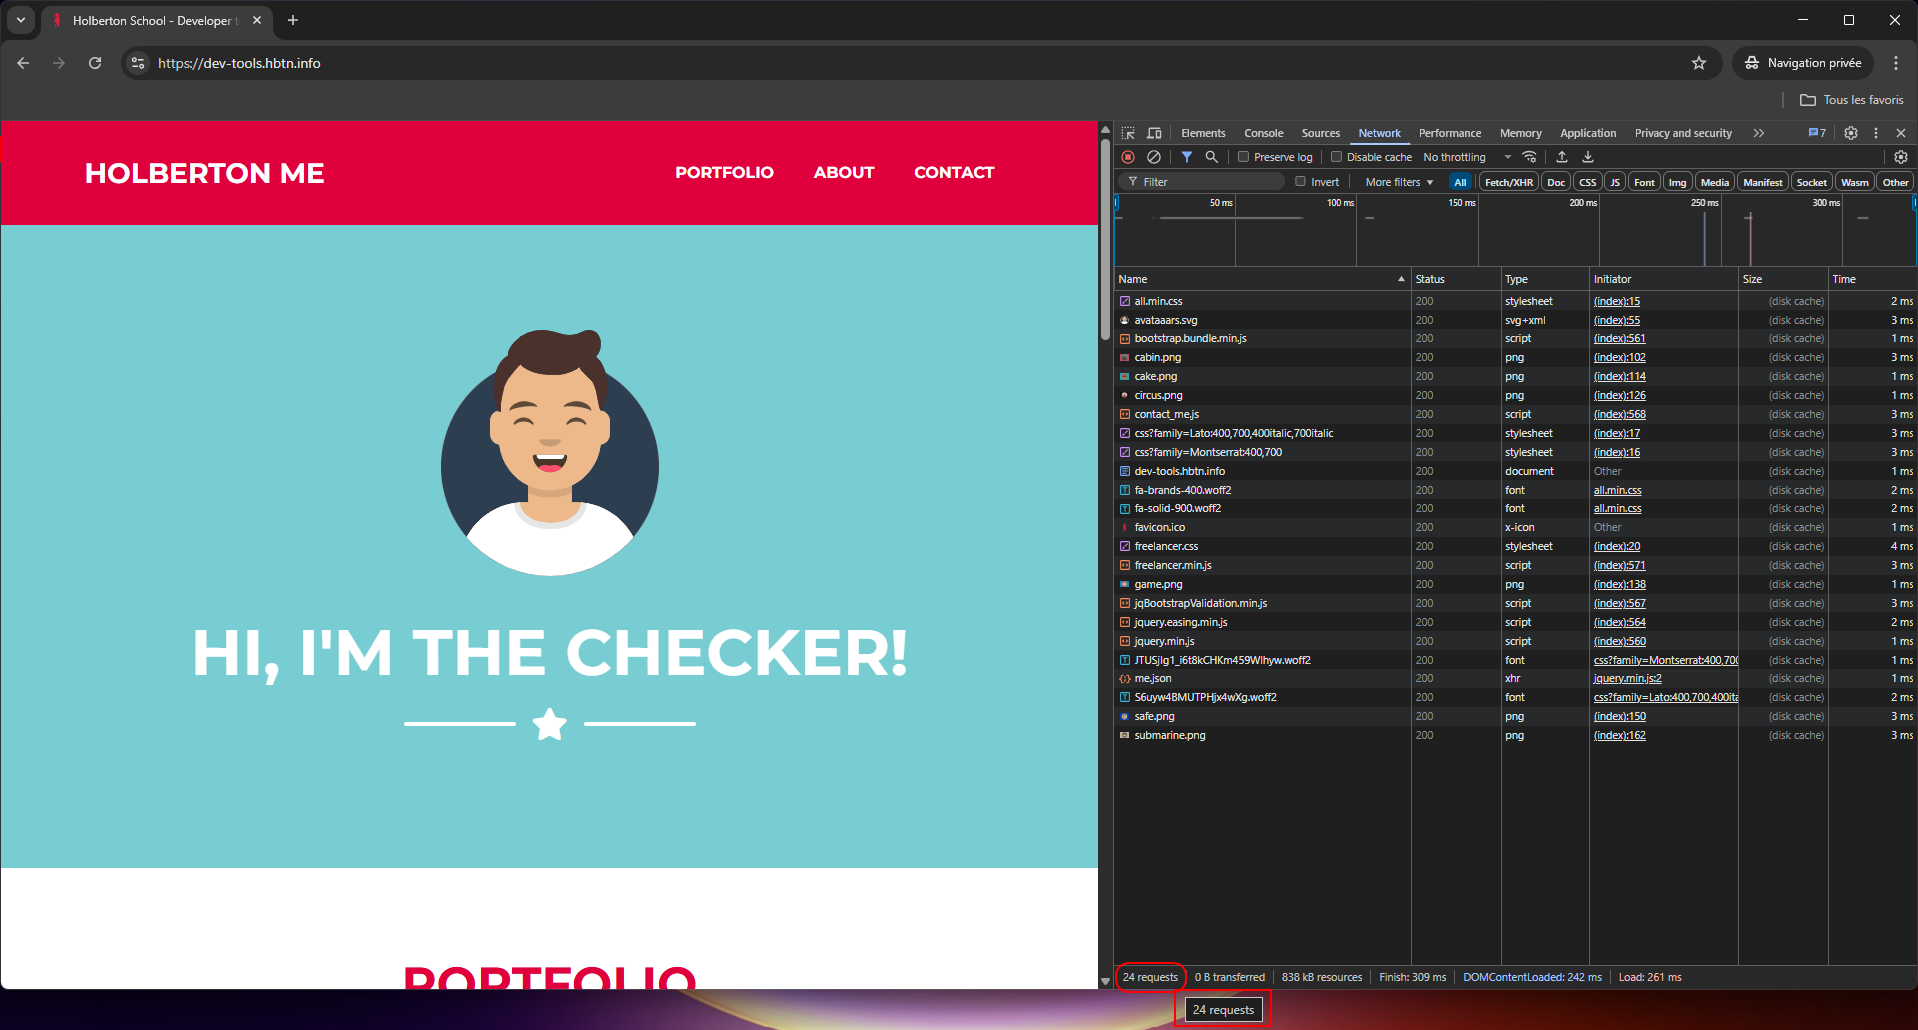 Holberton School - Developer t
https://dev-tools.hbtn.info
Navigation privée
Tous les favoris
HOLBERTON ME
PORTFOLIO ABOUT CONTACT
HI, I'M THE CHECKER!
PORTFOLIO
Elements Console Sources Network Performance Memory Application Privacy and security 7
Preserve log Disable cache No throttling
Filter Invert More filters All Fetch/XHR Doc CSS JS Font Img Media Manifest Socket Wasm Other
50 ms 100 ms 150 ms 200 ms 250 ms 300 ms
Name Status Type Initiator Size Time
all.min.css 200 stylesheet (index):15 (disk cache) 2 ms
avataaars.svg 200 svg+xml (index):55 (disk cache) 3 ms
bootstrap.bundle.min.js 200 script (index):561 (disk cache) 1 ms
cabin.png 200 png (index):102 (disk cache) 3 ms
cake.png 200 png (index):114 (disk cache) 1 ms
circus.png 200 png (index):126 (disk cache) 1 ms
contact_me.js 200 script (index):568 (disk cache) 3 ms
css?family=Lato:400,700,400italic,700italic 200 stylesheet (index):17 (disk cache) 3 ms
css?family=Montserrat:400,700 200 stylesheet (index):16 (disk cache) 3 ms
dev-tools.hbtn.info 200 document Other (disk cache) 1 ms
fa-brands-400.woff2 200 font all.min.css (disk cache) 2 ms
fa-solid-900.woff2 200 font all.min.css (disk cache) 2 ms
favicon.ico 200 x-icon Other (disk cache) 1 ms
freelancer.css 200 stylesheet (index):20 (disk cache) 4 ms
freelancer.min.js 200 script (index):571 (disk cache) 3 ms
game.png 200 png (index):138 (disk cache) 1 ms
jqBootstrapValidation.min.js 200 script (index):567 (disk cache) 3 ms
jquery.easing.min.js 200 script (index):564 (disk cache) 2 ms
jquery.min.js 200 script (index):560 (disk cache) 1 ms
JTUSjIg1_i6t8kCHKm459Wlhyw.woff2 200 font css?family=Montserrat:400,700 (disk cache) 1 ms
me.json 200 xhr jquery.min.js:2 (disk cache) 1 ms
S6uyw4BMUTPHjx4wXg.woff2 200 font css?family=Lato:400,700,400ita (disk cache) 2 ms
safe.png 200 png (index):150 (disk cache) 3 ms
submarine.png 200 png (index):162 (disk cache) 3 ms
24 requests 0 B transferred 838 kB resources Finish: 309 ms DOMContentLoaded: 242 ms Load: 261 ms
24 requests